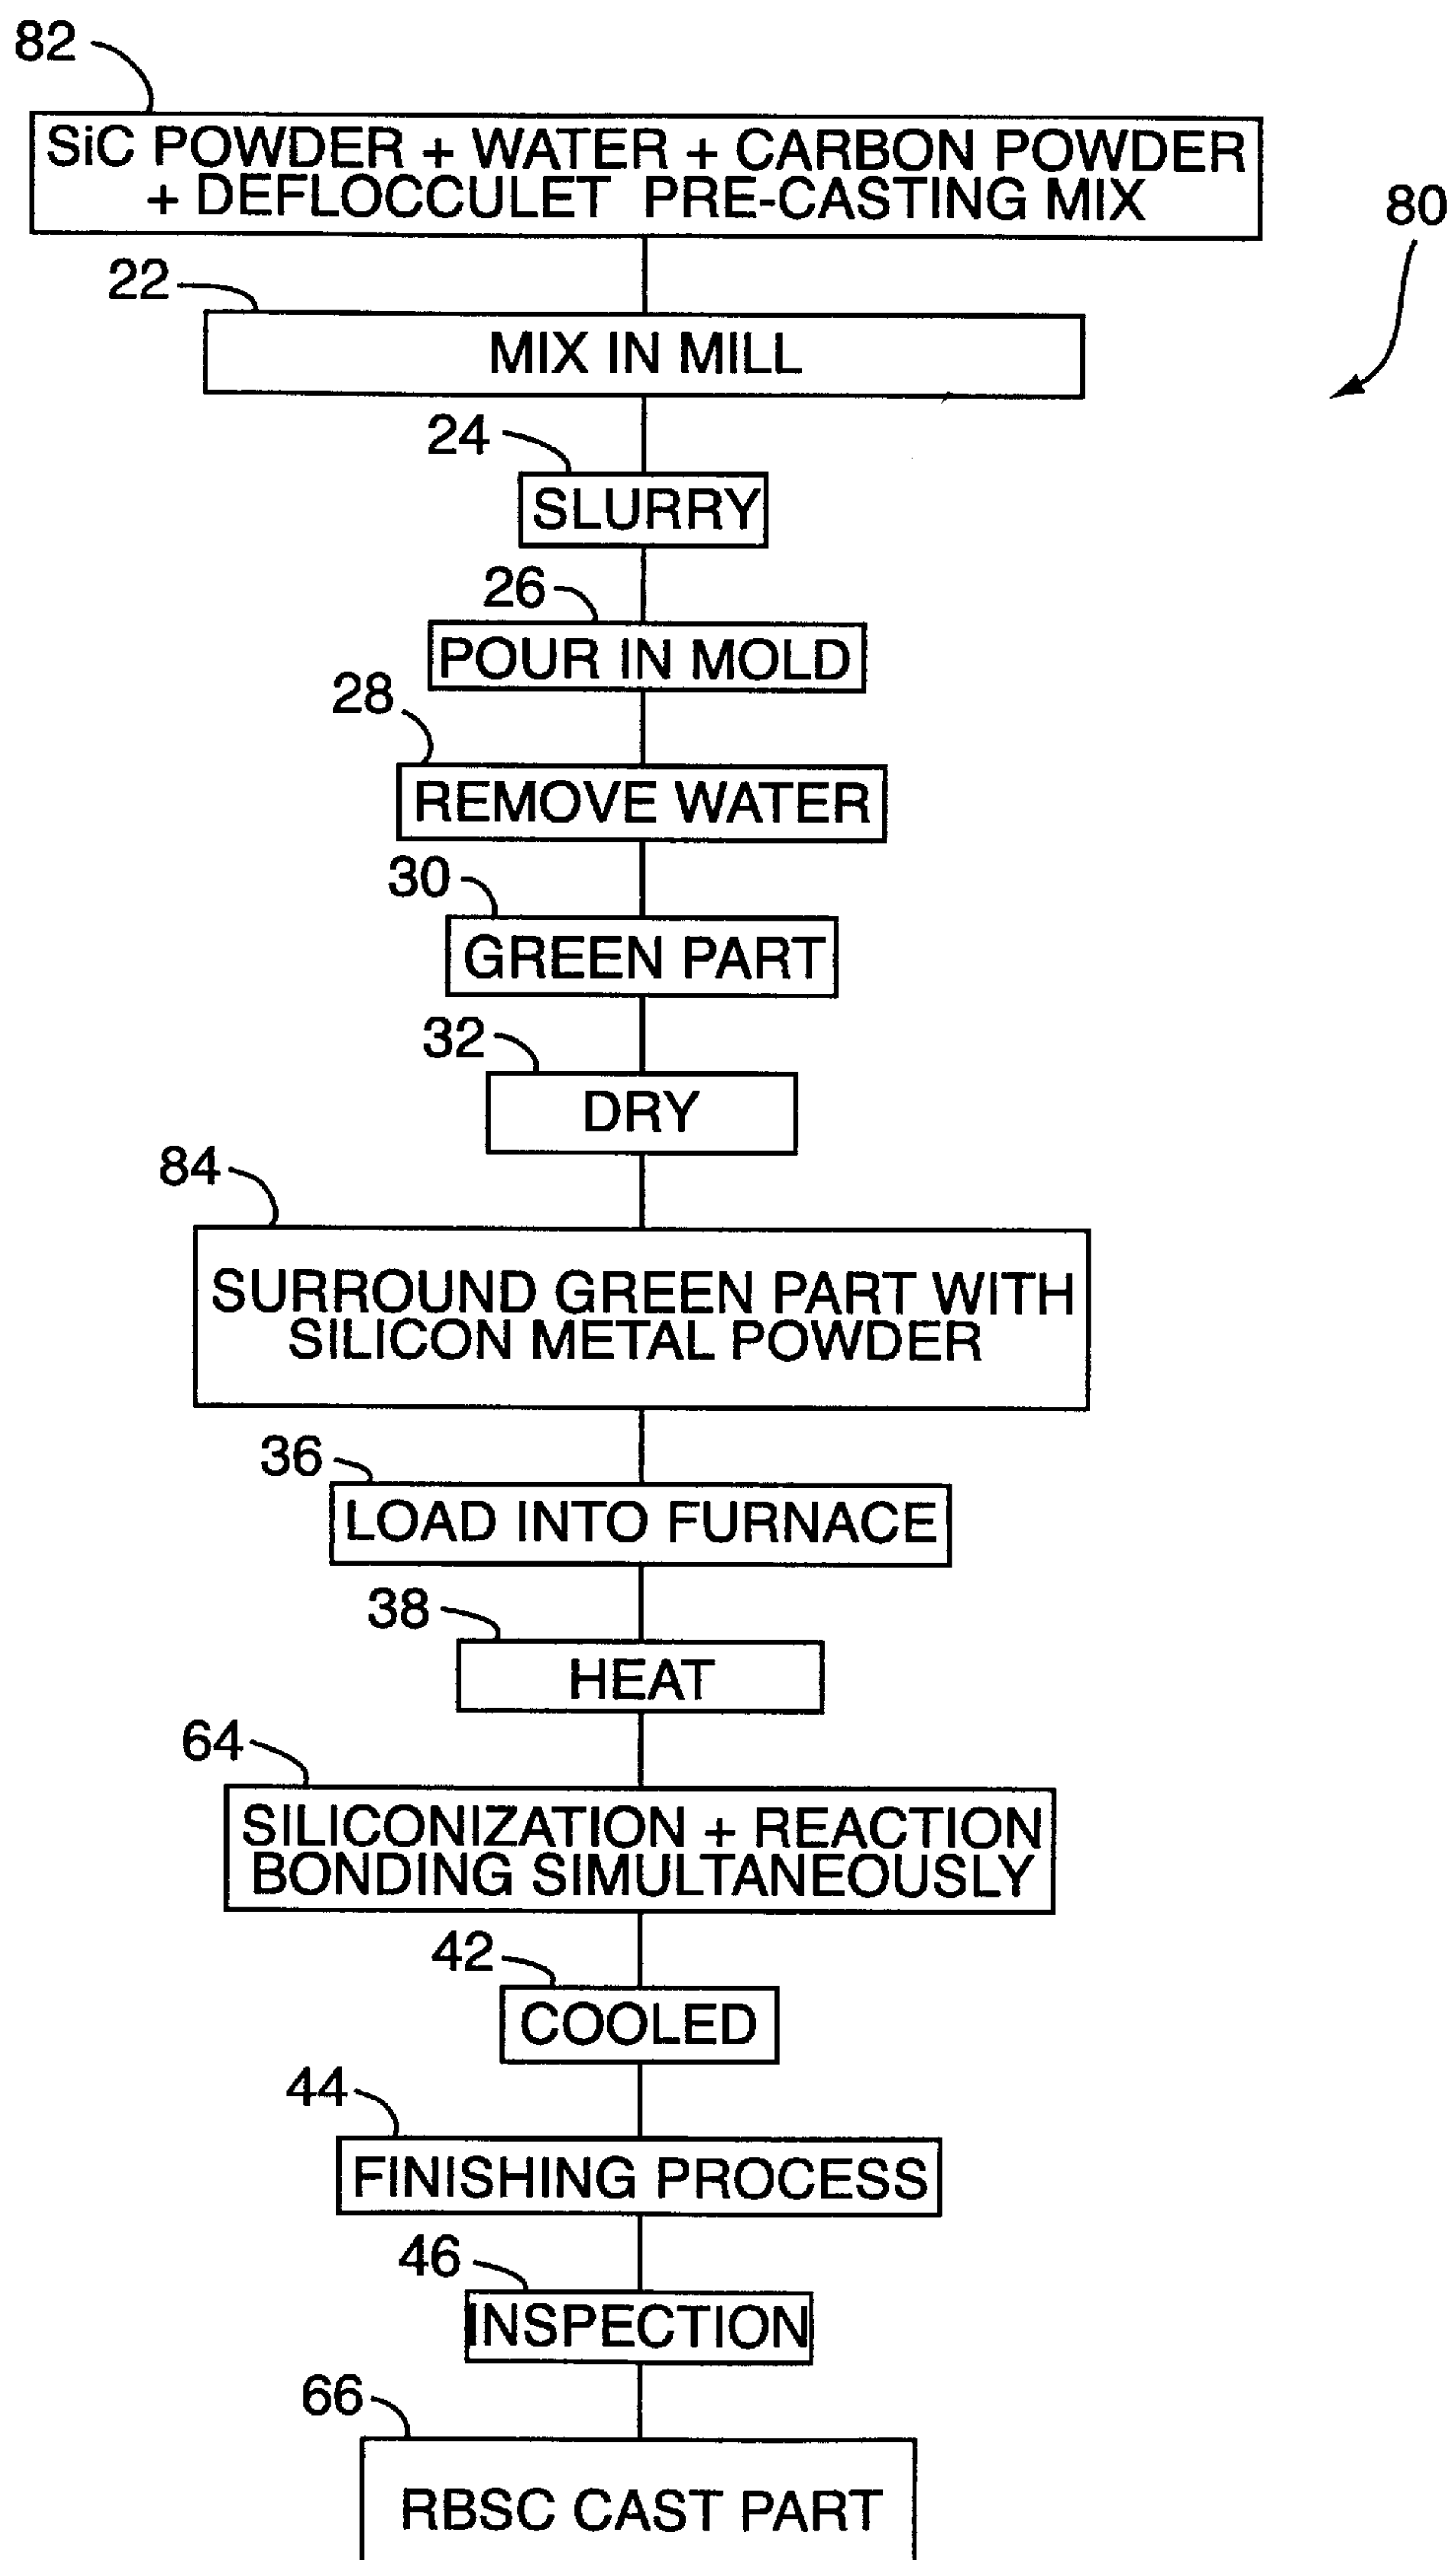 82
SiC POWDER + WATER + CARBON POWDER
+ DEFLOCCULET PRE-CASTING MIX
80
22
MIX IN MILL
24
SLURRY
26
POUR IN MOLD
28
REMOVE WATER
30
GREEN PART
32
DRY
84
SURROUND GREEN PART WITH
SILICON METAL POWDER
36
LOAD INTO FURNACE
38
HEAT
64
SILICONIZATION + REACTION
BONDING SIMULTANEOUSLY
42
COOLED
44
FINISHING PROCESS
46
INSPECTION
66
RBSC CAST PART